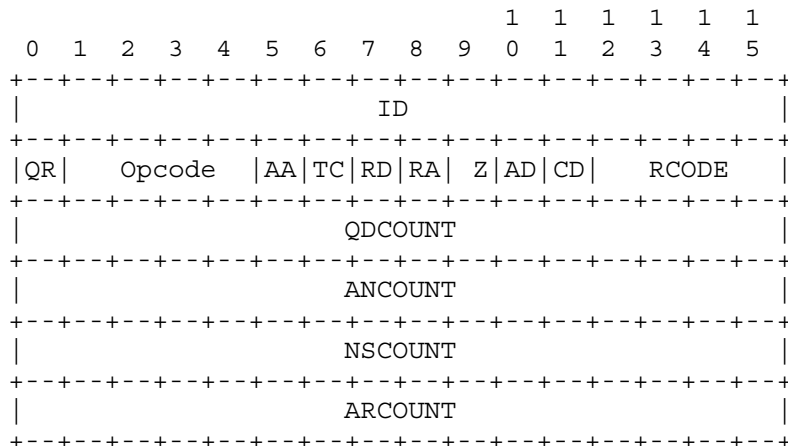 1  1  1  1  1  1
  0  1  2  3  4  5  6  7  8  9  0  1  2  3  4  5
+--+--+--+--+--+--+--+--+--+--+--+--+--+--+--+--+
|                      ID                       |
+--+--+--+--+--+--+--+--+--+--+--+--+--+--+--+--+
|QR|   Opcode  |AA|TC|RD|RA| Z|AD|CD|   RCODE   |
+--+--+--+--+--+--+--+--+--+--+--+--+--+--+--+--+
|                    QDCOUNT                    |
+--+--+--+--+--+--+--+--+--+--+--+--+--+--+--+--+
|                    ANCOUNT                    |
+--+--+--+--+--+--+--+--+--+--+--+--+--+--+--+--+
|                    NSCOUNT                    |
+--+--+--+--+--+--+--+--+--+--+--+--+--+--+--+--+
|                    ARCOUNT                    |
+--+--+--+--+--+--+--+--+--+--+--+--+--+--+--+--+